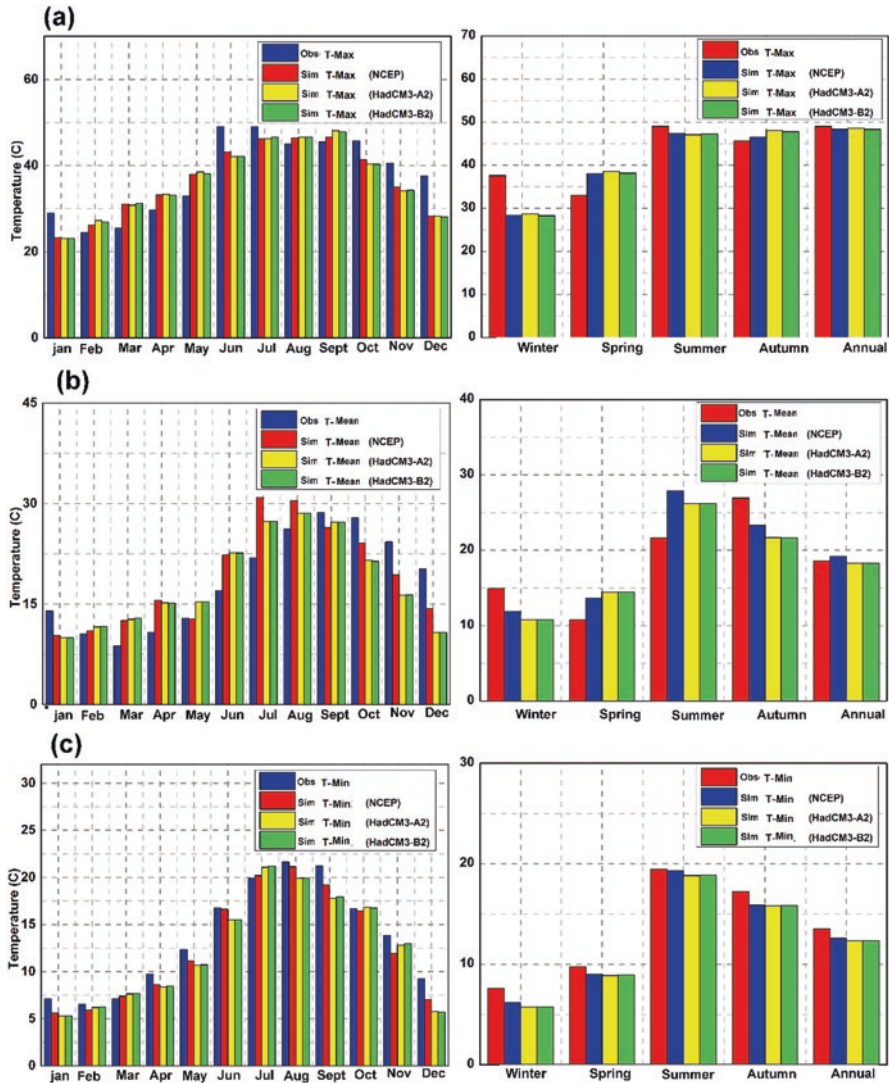 (a)
Obs T-Max
Sim T-Max (NCEP)
Sim T-Max (HadCM3-A2)
Sim T-Max (HadCM3-B2)
Temperature (C)
60
40
20
0
jan Feb Mar Apr May Jun Jul Aug Sept Oct Nov Dec
Obs T-Max
Sim T-Max (NCEP)
Sim T-Max (HadCM3-A2)
Sim T-Max (HadCM3-B2)
70
60
50
40
30
20
10
0
Winter Spring Summer Autumn Annual
(b)
Obs T-Mean
Sim T-Mean (NCEP)
Sim T-Mean (HadCM3-A2)
Sim T-Mean (HadCM3-B2)
Temperature (C)
45
30
15
0
jan Feb Mar Apr May Jun Jul Aug Sept Oct Nov Dec
Obs T-Mean
Sim T-Mean (NCEP)
Sim T-Mean (HadCM3-A2)
Sim T-Mean (HadCM3-B2)
40
30
20
10
0
Winter Spring Summer Autumn Annual
(c)
Obs T-Min
Sim T-Min (NCEP)
Sim T-Min (HadCM3-A2)
Sim T-Min. (HadCM3-B2)
Temperature (C)
30
25
20
15
10
5
0
jan Feb Mar Apr May Jun Jul Aug Sept Oct Nov Dec
Obs T-Min
Sim T-Min (NCEP)
Sim T-Min (HadCM3-A2)
Sim T-Min. (HadCM3-B2)
30
20
10
0
Winter Spring Summer Autumn Annual